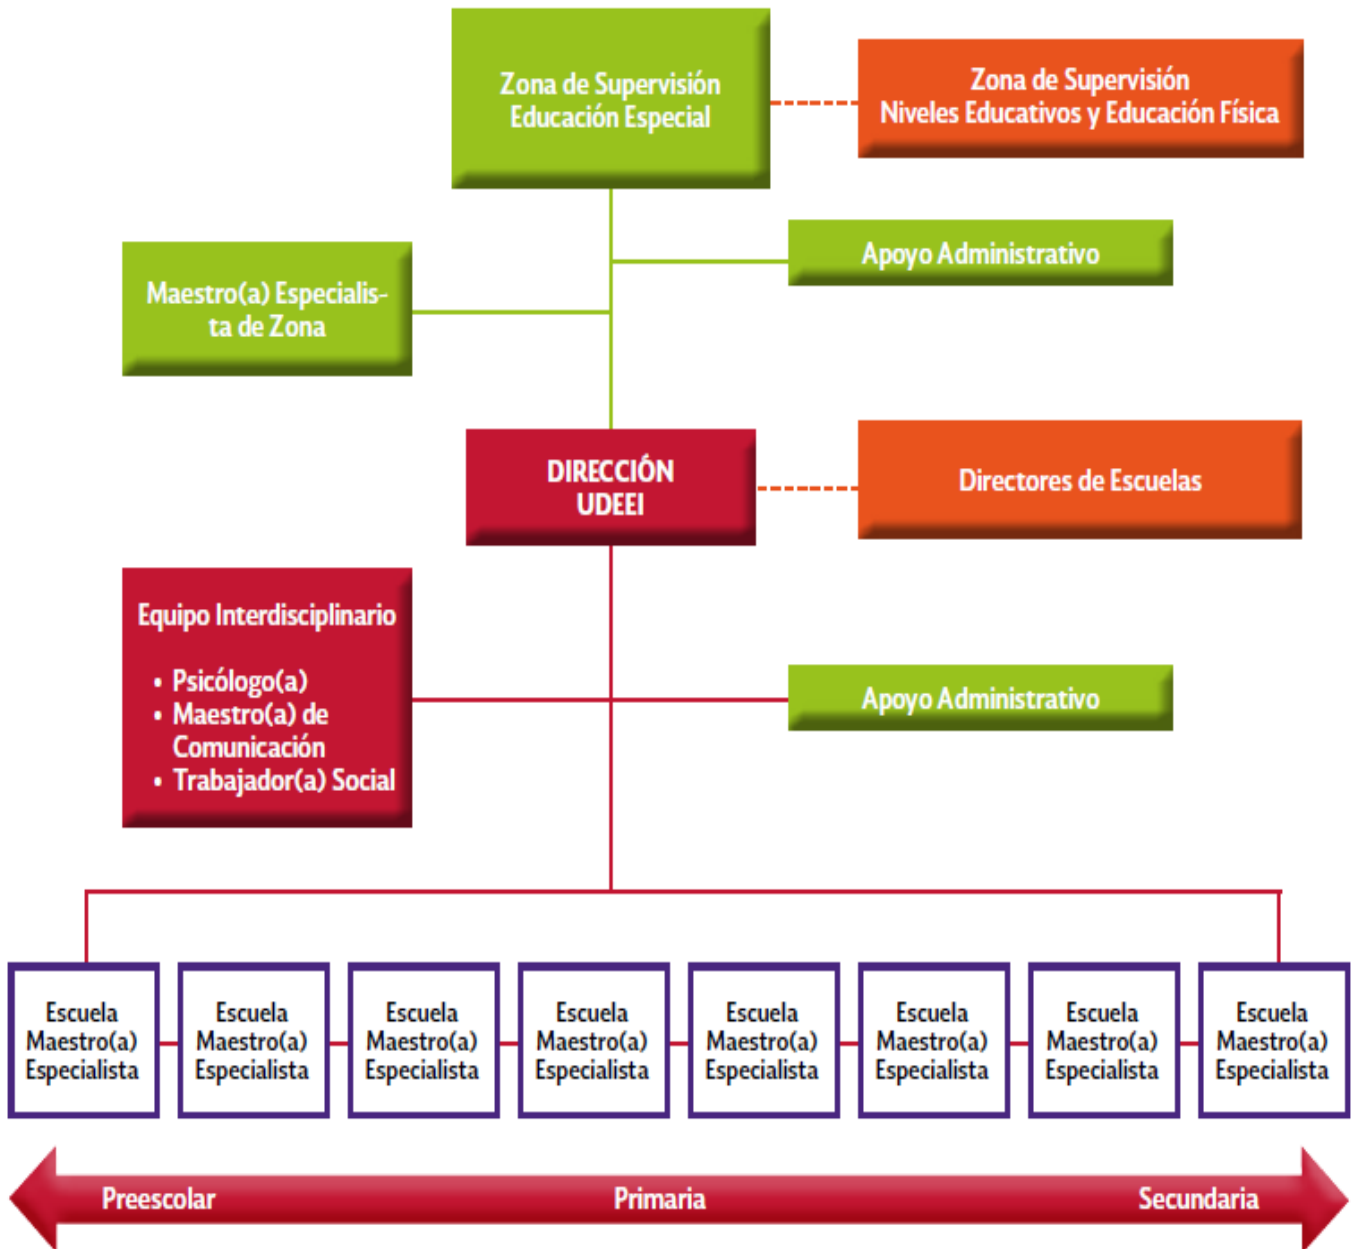 Zona de Supervisión
Educación Especial
Zona de Supervisión
Niveles Educativos y Educación Física
Apoyo Administrativo
Maestro(a) Especialis-
ta de Zona
DIRECCIÓN
UDEEI
Directores de Escuelas
Equipo Interdisciplinario
• Psicólogo(a)
• Maestro(a) de
Comunicación
• Trabajador(a) Social
Apoyo Administrativo
Escuela
Maestro(a)
Especialista
Escuela
Maestro(a)
Especialista
Escuela
Maestro(a)
Especialista
Escuela
Maestro(a)
Especialista
Escuela
Maestro(a)
Especialista
Escuela
Maestro(a)
Especialista
Escuela
Maestro(a)
Especialista
Escuela
Maestro(a)
Especialista
Preescolar
Primaria
Secundaria